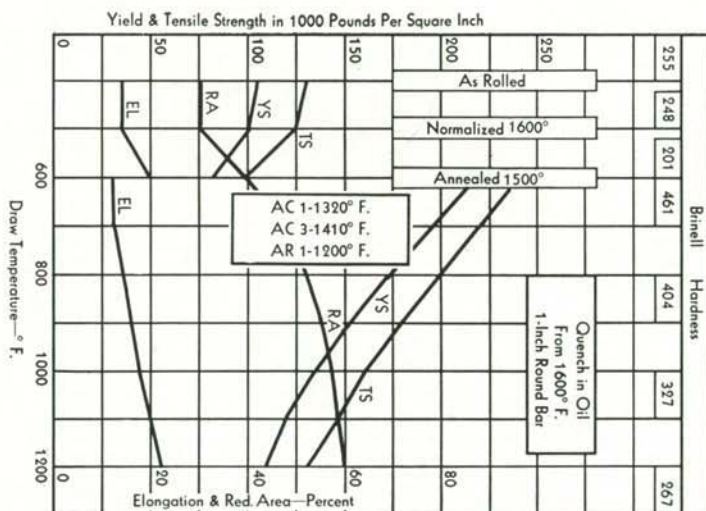 Yield & Tensile Strength in 1000 Pounds Per Square Inch
0
50
100
150
200
250
255
248
201
461
404
327
267
Brinell Hardness
As Rolled
Normalized 1600°
Annealed 1500°
EL
RA
YS
TS
AC 1-1320° F.
AC 3-1410° F.
AR 1-1200° F.
EL
RA
YS
TS
Quench in Oil
From 1600° F.
1-Inch Round Bar
600
800
1000
1200
Draw Temperature—° F.
0
20
40
60
80
Elongation & Red. Area—Percent